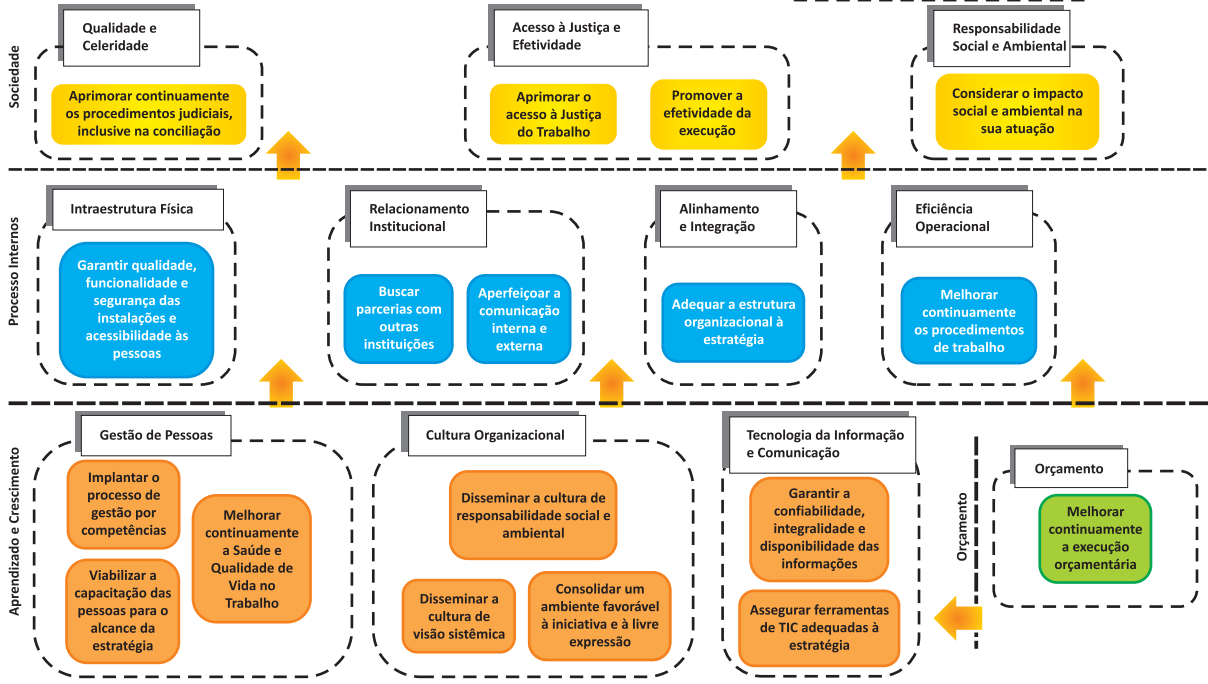 Sociedade
Qualidade e
Celeridade
Aprimorar continuamente
os procedimentos judiciais,
inclusive na conciliação
Acesso à Justiça e
Efetividade
Aprimorar o
acesso à Justiça
do Trabalho
Promover a
efetividade da
execução
Responsabilidade
Social e Ambiental
Considerar o impacto
social e ambiental na
sua atuação
Processo Internos
Intraestrutura Física
Garantir qualidade,
funcionalidade e
segurança das
instalações e
acessibilidade às
pessoas
Relacionamento
Institucional
Buscar
parcerias com
outras
instituições
Aperfeiçoar a
comunicação
interna e
externa
Alinhamento
e Integração
Adequar a estrutura
organizacional à
estratégia
Eficiência
Operacional
Melhorar
continuamente
os procedimentos
de trabalho
Aprendizado e Crescimento
Gestão de Pessoas
Implantar o
processo de
gestão por
competências
Viabilizar a
capacitação das
pessoas para o
alcance da
estratégia
Melhorar
continuamente
a Saúde e
Qualidade de
Vida no
Trabalho
Cultura Organizacional
Disseminar a cultura de
responsabilidade social e
ambiental
Disseminar a
cultura de
visão sistêmica
Consolidar um
ambiente favorável
à iniciativa e à livre
expressão
Tecnologia da Informação
e Comunicação
Garantir a
confiabilidade,
integralidade e
disponibilidade das
informações
Assegurar ferramentas
de TIC adequadas à
estratégia
Orçamento
Orçamento
Melhorar
continuamente
a execução
orçamentária